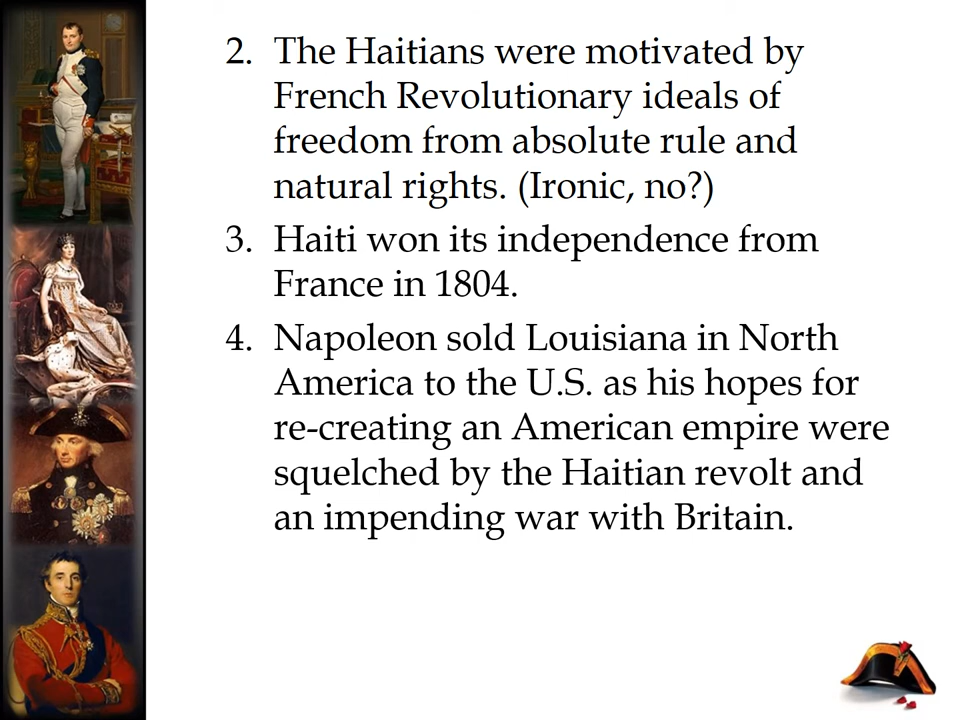 2. The Haitians were motivated by
French Revolutionary ideals of
freedom from absolute rule and
natural rights. (Ironic, no?)
3. Haiti won its independence from
France in 1804.
4. Napoleon sold Louisiana in North
America to the U.S. as his hopes for
re-creating an American empire were
squelched by the Haitian revolt and
an impending war with Britain.